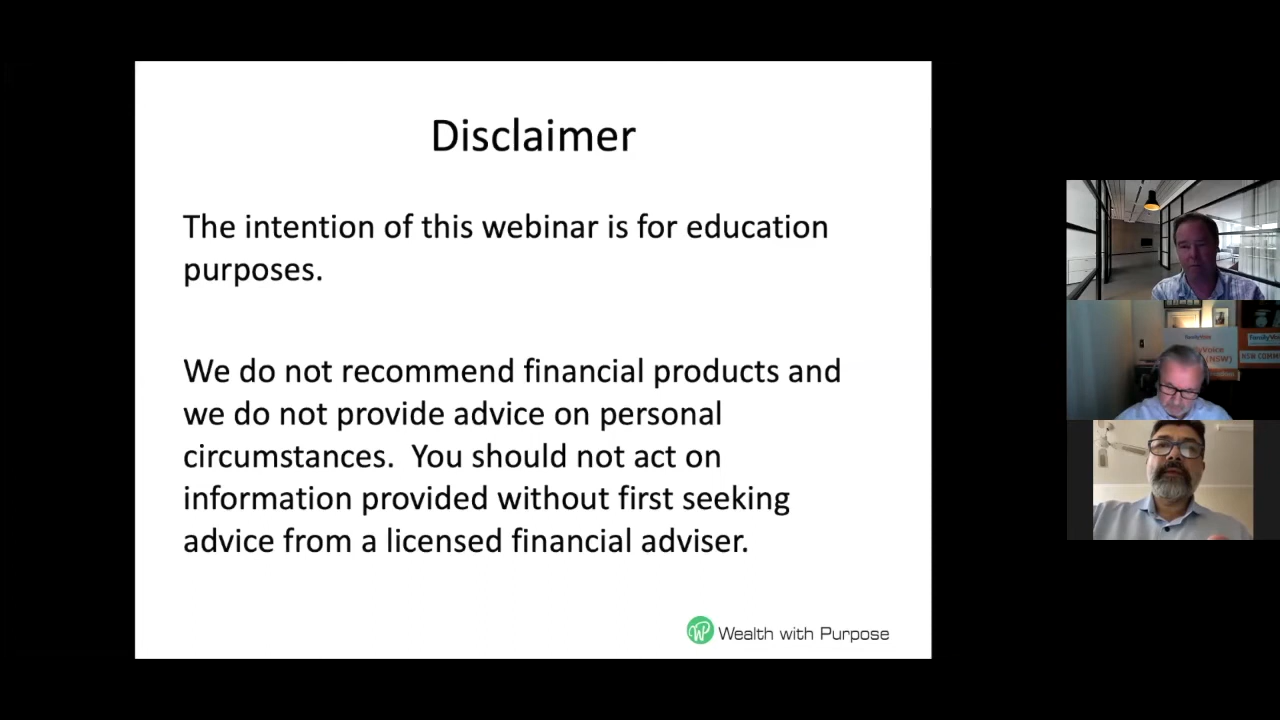 Disclaimer
The intention of this webinar is for education
purposes.
We do not recommend financial products and
we do not provide advice on personal
circumstances.  You should not act on
information provided without first seeking
advice from a licensed financial adviser.
Wealth with Purpose
(NSW)